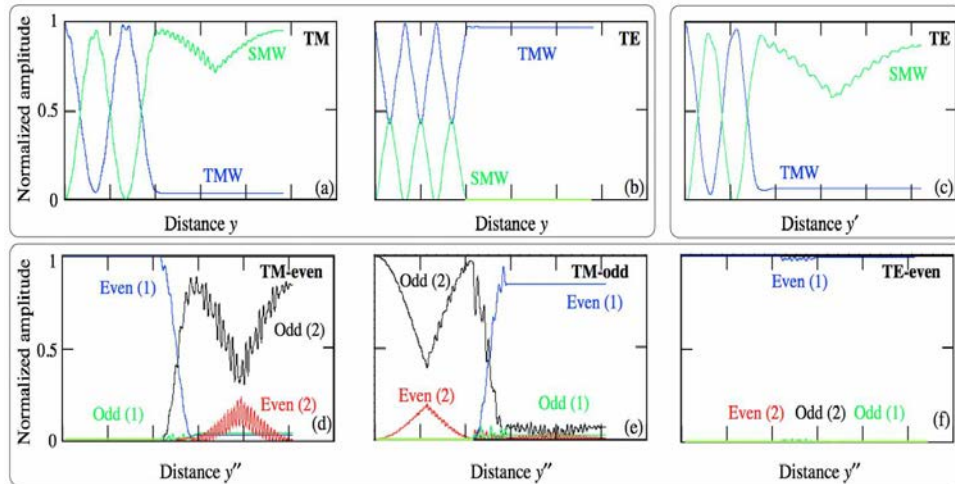 Normalized amplitude
1
0.5
0
TM
SMW
TMW
(a)
Distance y
TE
TMW
SMW
(b)
Distance y
TE
SMW
TMW
(c)
Distance y′
Normalized amplitude
1
0.5
0
TM-even
Even (1)
Odd (2)
Even (2)
Odd (1)
(d)
Distance y″
TM-odd
Odd (2)
Even (1)
Even (2)
Odd (1)
(e)
Distance y″
TE-even
Even (1)
Even (2) Odd (2) Odd (1)
(f)
Distance y″